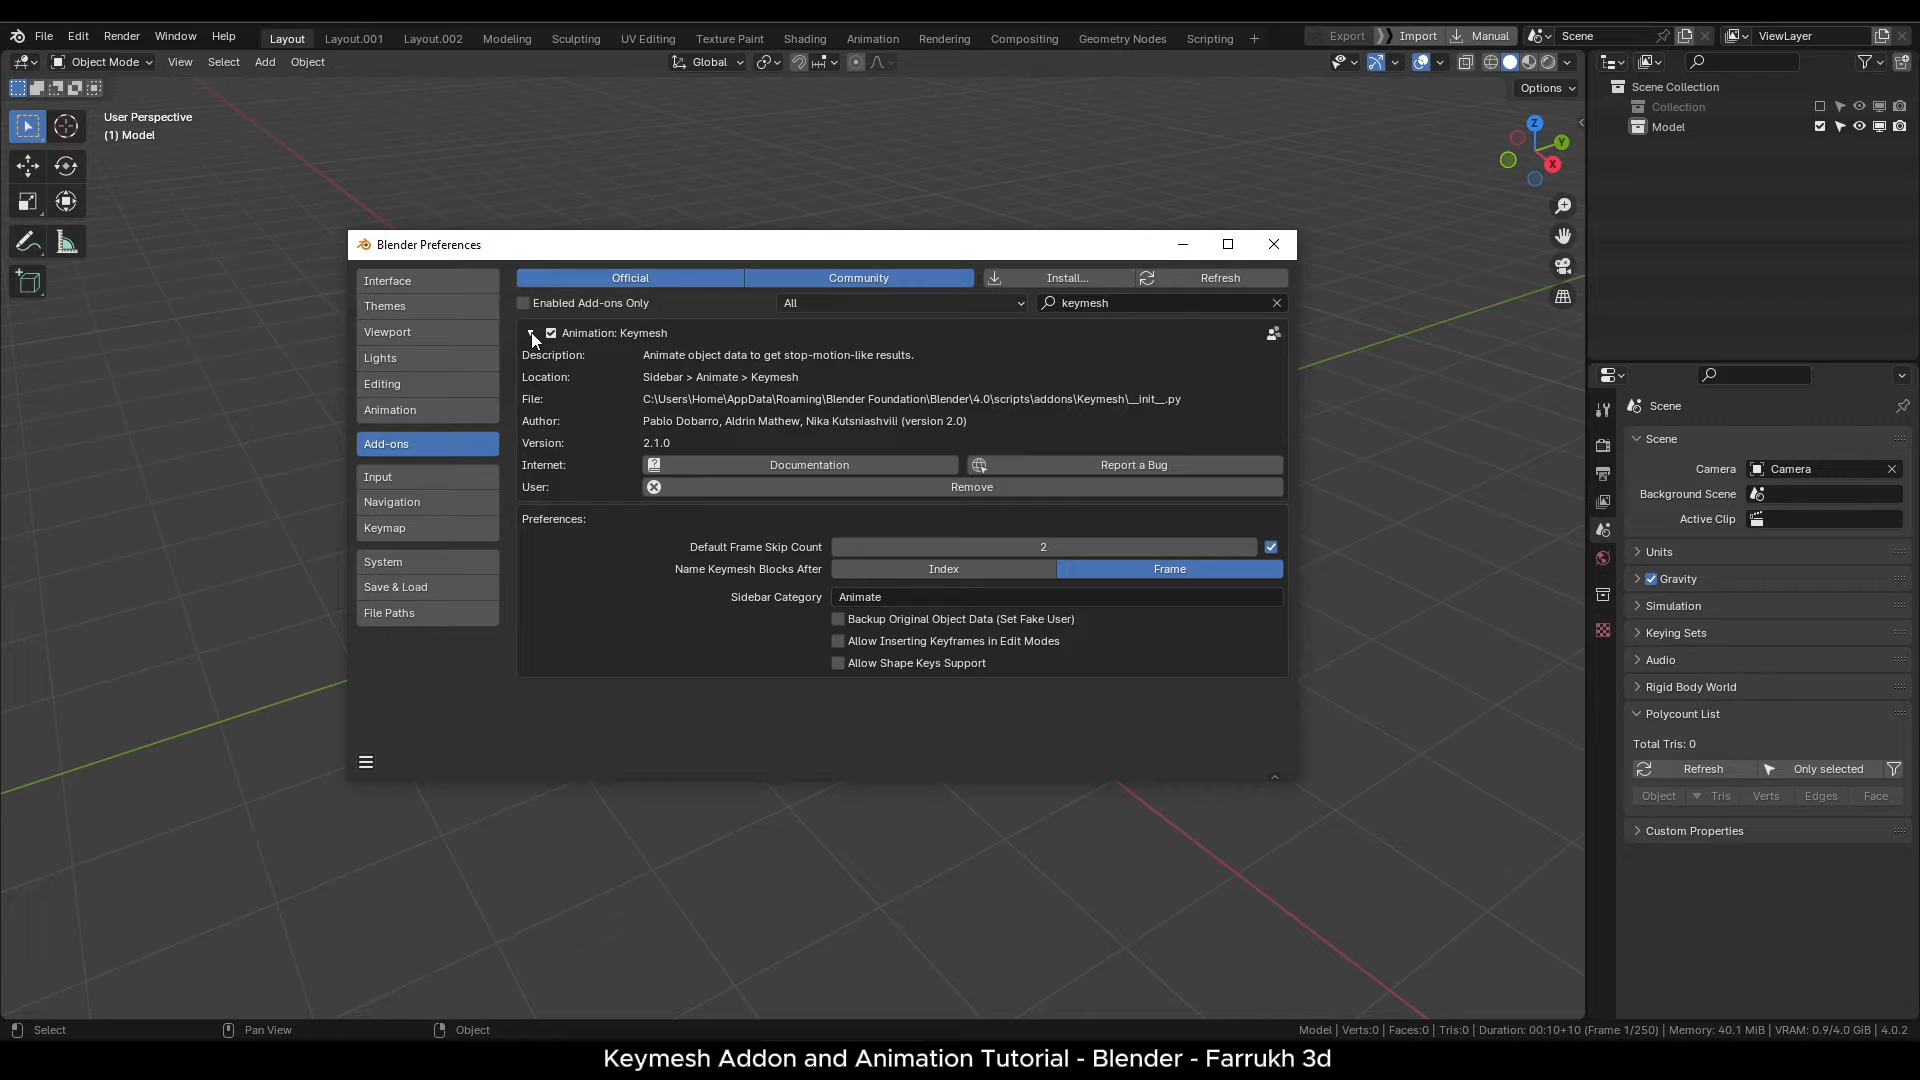 File Edit Render Window Help Layout Layout.001 Layout.002 Modeling Sculpting UV Editing Texture Paint Shading Animation Rendering Compositing Geometry Nodes Scripting + Export Import Manual Scene ViewLayer
Object Mode View Select Add Object Global
Options
User Perspective
(1) Model
Z
Y
X
Scene Collection
Collection
Model
Blender Preferences
Interface
Themes
Viewport
Lights
Editing
Animation
Add-ons
Input
Navigation
Keymap
System
Save & Load
File Paths
Official Community Install... Refresh
Enabled Add-ons Only All keymesh
Animation: Keymesh
Description: Animate object data to get stop-motion-like results.
Location: Sidebar > Animate > Keymesh
File: C:\Users\Home\AppData\Roaming\Blender Foundation\Blender\4.0\scripts\addons\Keymesh\__init__.py
Author: Pablo Dobarro, Aldrin Mathew, Nika Kutsniashvili (version 2.0)
Version: 2.1.0
Internet: Documentation Report a Bug
User: Remove
Preferences:
Default Frame Skip Count 2
Name Keymesh Blocks After Index Frame
Sidebar Category Animate
Backup Original Object Data (Set Fake User)
Allow Inserting Keyframes in Edit Modes
Allow Shape Keys Support
Scene
Scene
Camera Camera
Background Scene
Active Clip
Units
Gravity
Simulation
Keying Sets
Audio
Rigid Body World
Polycount List
Total Tris: 0
Refresh Only selected
Object Tris Verts Edges Face
Custom Properties
Select Pan View Object Model | Verts:0 | Faces:0 | Tris:0 | Duration: 00:10+10 (Frame 1/250) | Memory: 40.1 MiB | VRAM: 0.9/4.0 GiB | 4.0.2
Keymesh Addon and Animation Tutorial - Blender - Farrukh 3d